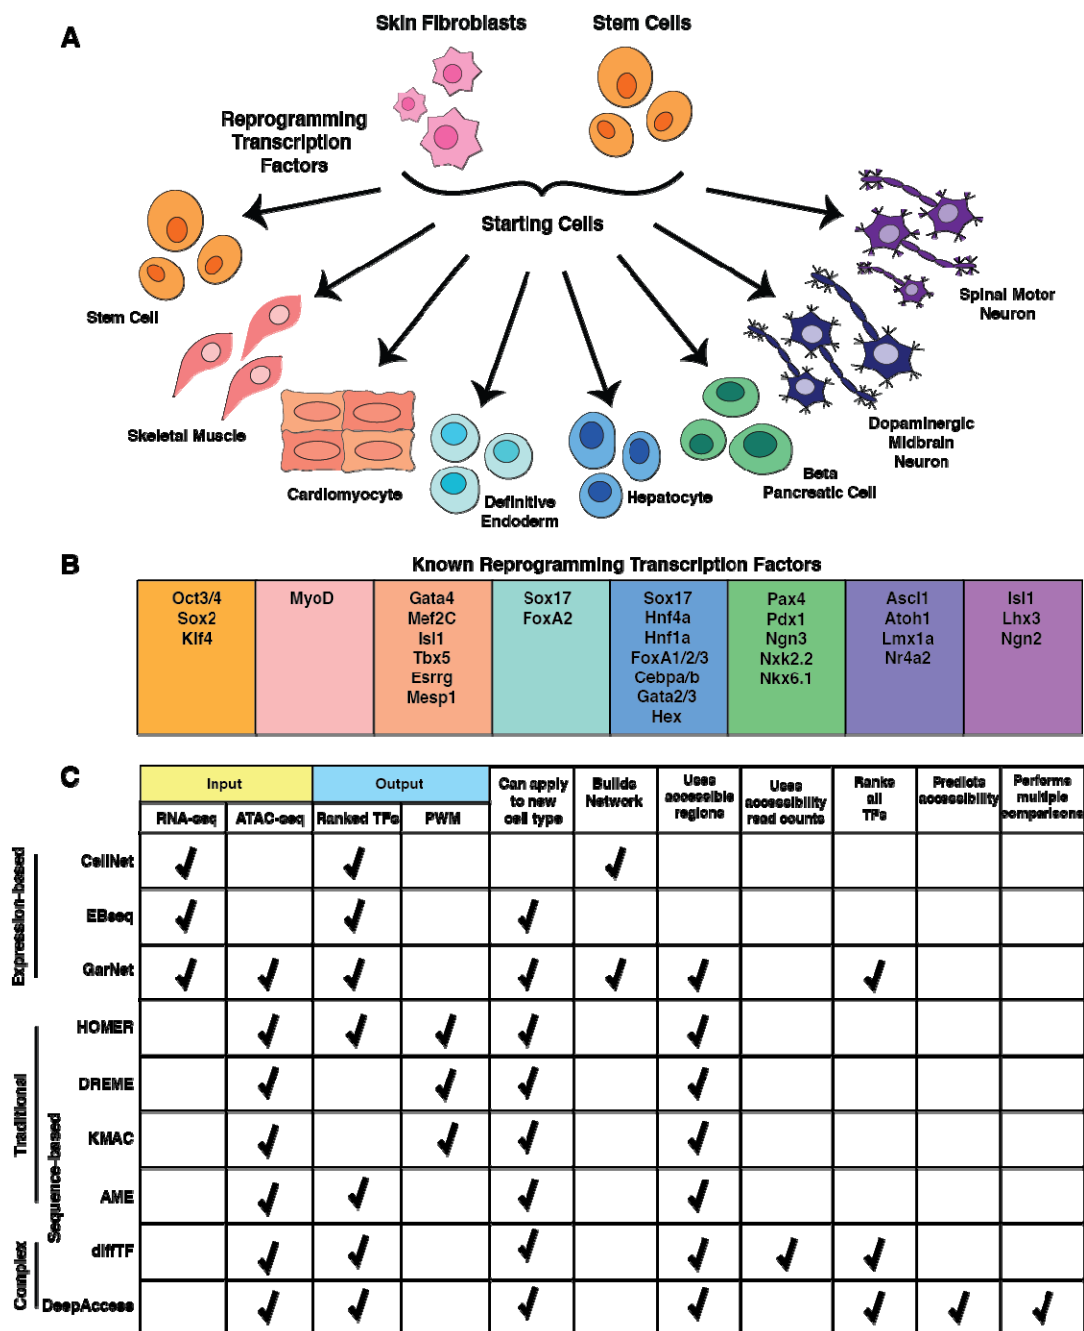 A
Skin Fibroblasts
Stem Cells
Reprogramming
Transcription
Factors
Starting Cells
Stem Cell
Skeletal Muscle
Cardiomyocyte
Definitive
Endoderm
Hepatocyte
Beta
Pancreatic Cell
Dopaminergic
Midbrain
Neuron
Spinal Motor
Neuron
B
Known Reprogramming Transcription Factors
Oct3/4
Sox2
Klf4
MyoD
Gata4
Mef2C
Isl1
Tbx5
Esrrg
Mesp1
Sox17
FoxA2
Sox17
Hnf4a
Hnf1a
FoxA1/2/3
Cebpa/b
Gata2/3
Hex
Pax4
Pdx1
Ngn3
Nxk2.2
Nkx6.1
Ascl1
Atoh1
Lmx1a
Nr4a2
Isl1
Lhx3
Ngn2
C
Input
Output
RNA-seq
ATAC-seq
Ranked TFs
PWM
Can apply
to new
cell type
Builds
Network
Uses
accessible
regions
Uses
accessibility
read counts
Ranks
all
TFs
Predicts
accessibility
Performs
multiple
comparisons
Expression-based
CellNet
EBseq
GarNet
Traditional
Sequence-based
HOMER
DREME
KMAC
AME
Complex
diffTF
DeepAccess